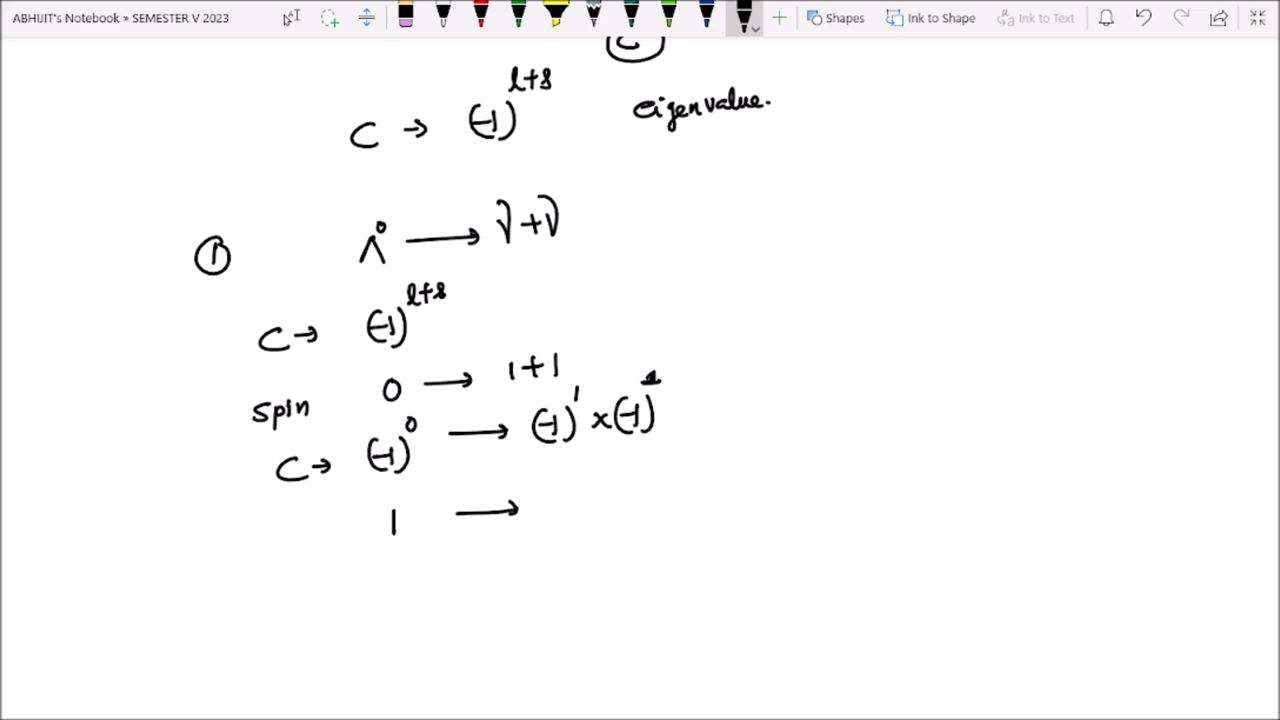 ABHIJIT's Notebook » SEMESTER V 2023
Shapes
Ink to Shape
Ink to Text
C
C → (-1)^{l+s}
eigenvalue.
① λ⁰ → γ+γ
C → (-1)^{l+s}
spin 0 → 1+1
C → (-1)⁰ → (-1)¹ x (-1)¹
1 →